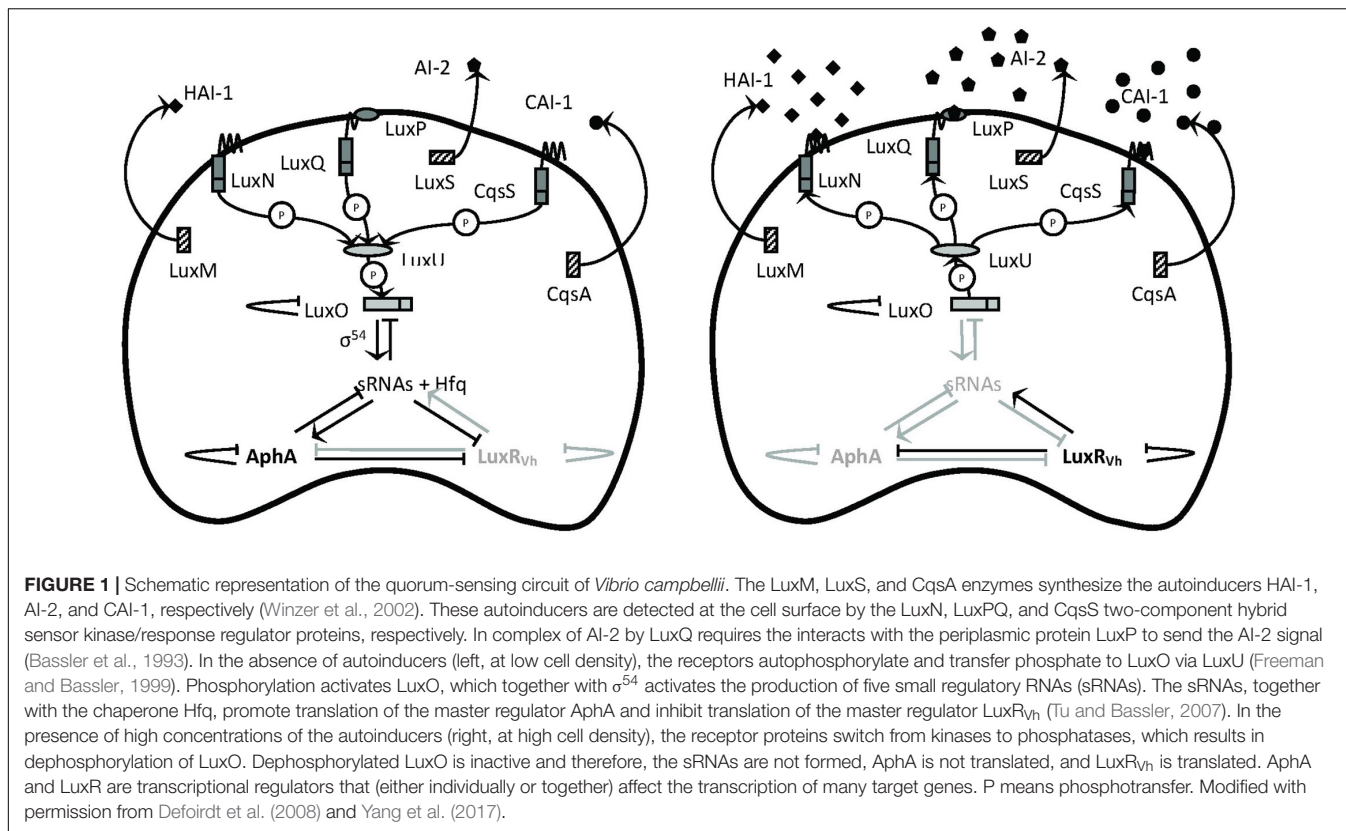 HAI-1
AI-2
CAI-1
LuxP
LuxQ
LuxN
LuxS
CqsS
P
P
P
LuxM
LuxU
P
CqsA
LuxO
σ54
sRNAs + Hfq
AphA
LuxRVh
HAI-1
AI-2
CAI-1
LuxP
LuxQ
LuxN
LuxS
CqsS
P
P
P
LuxM
LuxU
P
CqsA
LuxO
sRNAs
AphA
LuxRVh
FIGURE 1 | Schematic representation of the quorum-sensing circuit of Vibrio campbellii. The LuxM, LuxS, and CqsA enzymes synthesize the autoinducers HAI-1,
AI-2, and CAI-1, respectively (Winzer et al., 2002). These autoinducers are detected at the cell surface by the LuxN, LuxPQ, and CqsS two-component hybrid
sensor kinase/response regulator proteins, respectively. In complex of AI-2 by LuxQ requires the interacts with the periplasmic protein LuxP to send the AI-2 signal
(Bassler et al., 1993). In the absence of autoinducers (left, at low cell density), the receptors autophosphorylate and transfer phosphate to LuxO via LuxU (Freeman
and Bassler, 1999). Phosphorylation activates LuxO, which together with σ54 activates the production of five small regulatory RNAs (sRNAs). The sRNAs, together
with the chaperone Hfq, promote translation of the master regulator AphA and inhibit translation of the master regulator LuxRVh (Tu and Bassler, 2007). In the
presence of high concentrations of the autoinducers (right, at high cell density), the receptor proteins switch from kinases to phosphatases, which results in
dephosphorylation of LuxO. Dephosphorylated LuxO is inactive and therefore, the sRNAs are not formed, AphA is not translated, and LuxRVh is translated. AphA
and LuxR are transcriptional regulators that (either individually or together) affect the transcription of many target genes. P means phosphotransfer. Modified with
permission from Defoirdt et al. (2008) and Yang et al. (2017).